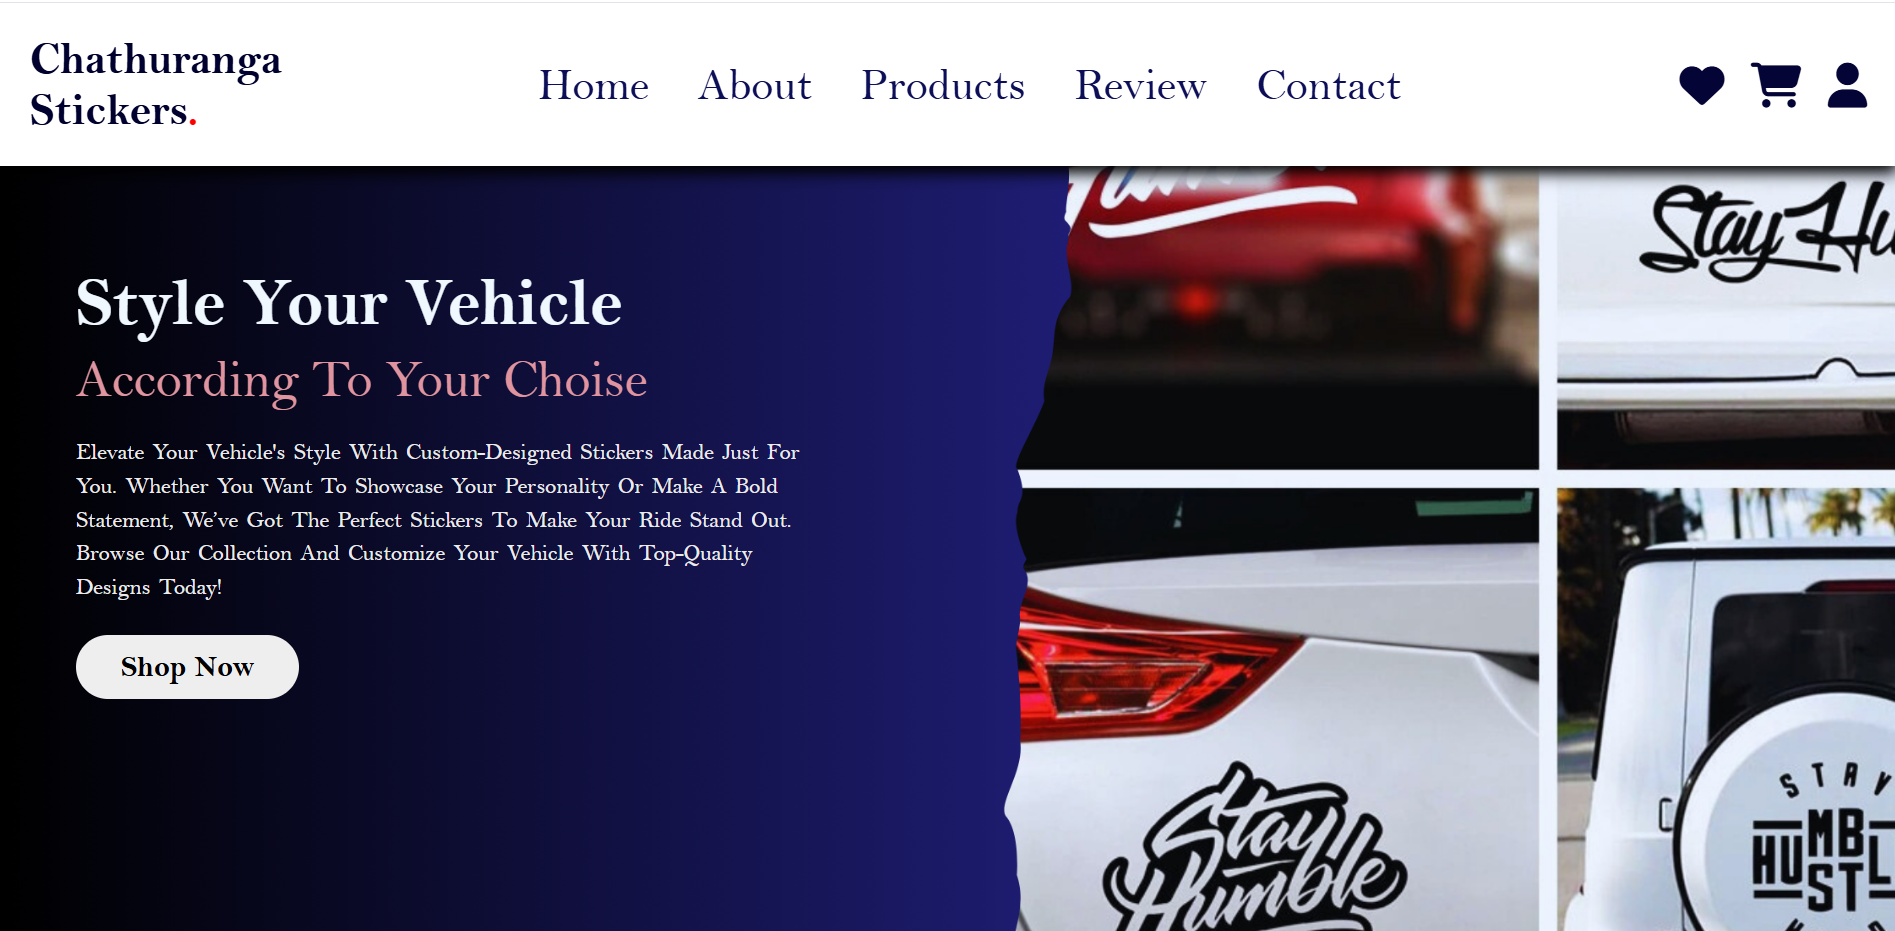 Chathuranga
Stickers.
Home About Products Review Contact
Style Your Vehicle
According To Your Choise
Elevate Your Vehicle's Style With Custom-Designed Stickers Made Just For
You. Whether You Want To Showcase Your Personality Or Make A Bold
Statement, We’ve Got The Perfect Stickers To Make Your Ride Stand Out.
Browse Our Collection And Customize Your Vehicle With Top-Quality
Designs Today!
Shop Now
Stay Hu
Stay
Humble
STAY
HUMBL
HUSTL